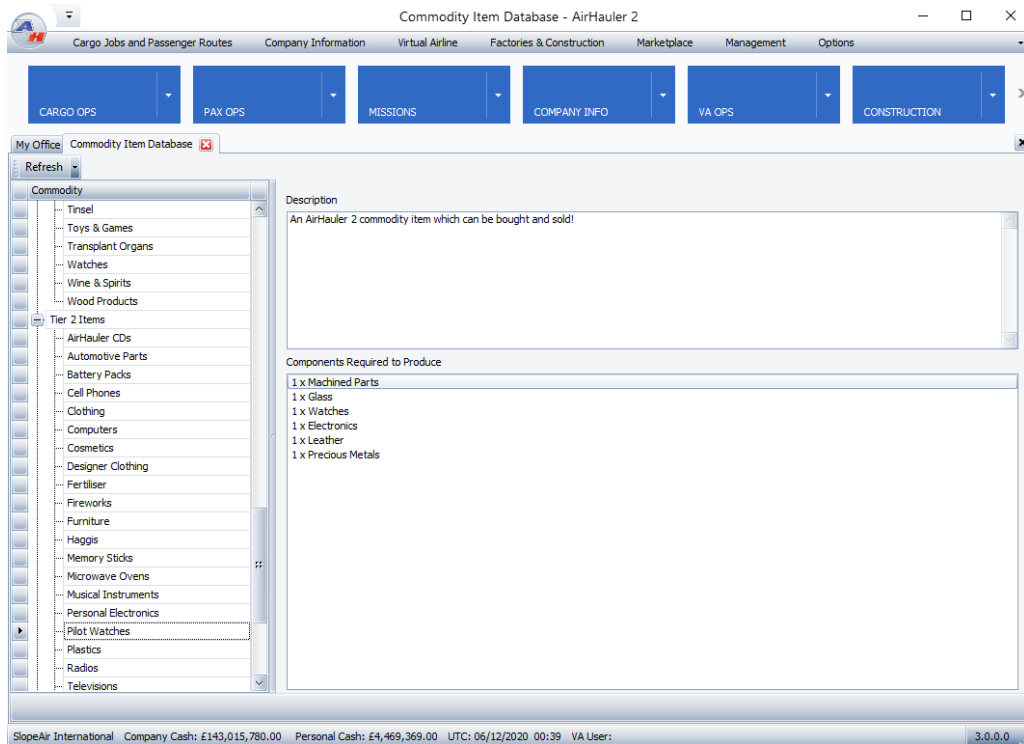 Commodity Item Database - AirHauler 2
Cargo Jobs and Passenger Routes Company Information Virtual Airline Factories & Construction Marketplace Management Options
CARGO OPS PAX OPS MISSIONS COMPANY INFO VA OPS CONSTRUCTION
My Office Commodity Item Database
Refresh
Commodity
Tinsel
Toys & Games
Transplant Organs
Watches
Wine & Spirits
Wood Products
Tier 2 Items
AirHauler CDs
Automotive Parts
Battery Packs
Cell Phones
Clothing
Computers
Cosmetics
Designer Clothing
Fertiliser
Fireworks
Furniture
Haggis
Memory Sticks
Microwave Ovens
Musical Instruments
Personal Electronics
Pilot Watches
Plastics
Radios
Televisions
Description
An AirHauler 2 commodity item which can be bought and sold!
Components Required to Produce
1 x Machined Parts
1 x Glass
1 x Watches
1 x Electronics
1 x Leather
1 x Precious Metals
SlopeAir International Company Cash: £143,015,780.00 Personal Cash: £4,469,369.00 UTC: 06/12/2020 00:39 VA User: 3.0.0.0